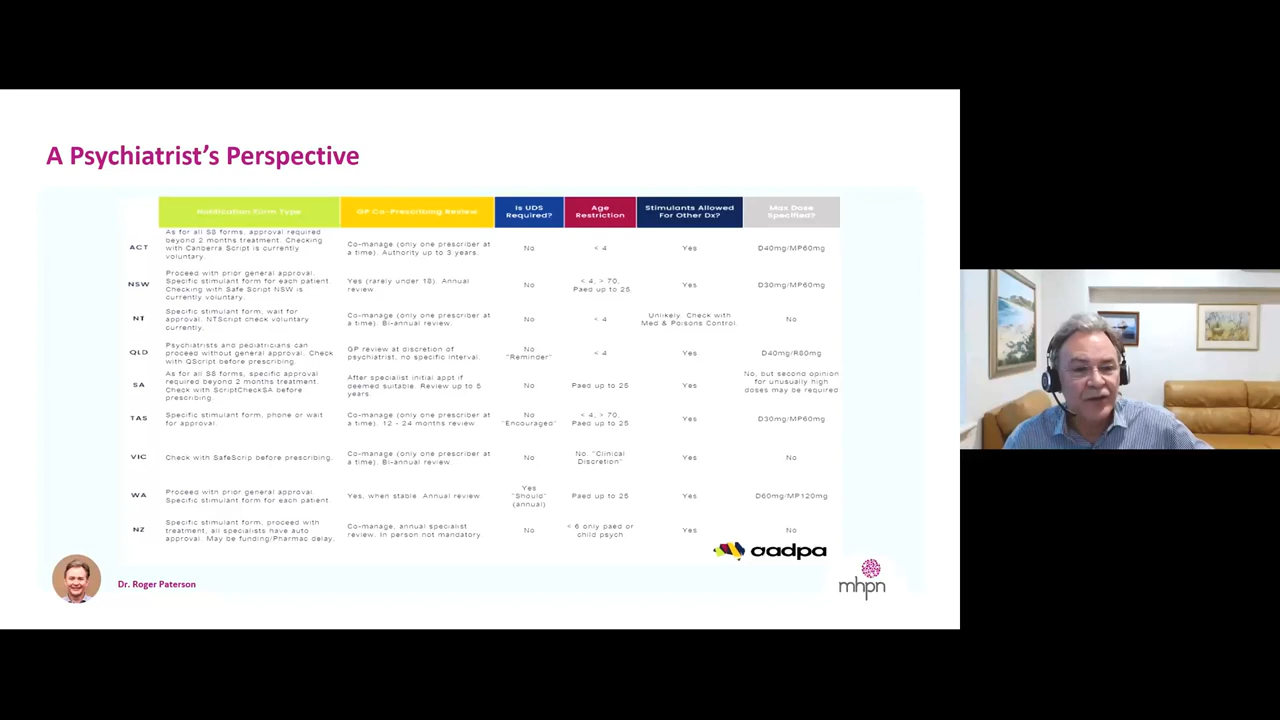 A Psychiatrist's Perspective
Notification Form Type
GP Co-Prescribing Review
Is UDS
Required?
Age
Restriction
Stimulants Allowed
For Other Dx?
Max Dose
Specified?
ACT
As for all S8 forms, approval required
beyond 2 months treatment. Checking
with Canberra Script is currently
voluntary.
Co-manage (only one prescriber at
a time). Authority up to 3 years.
No
< 4
Yes
D40mg/MP60mg
NSW
Proceed with prior general approval.
Specific stimulant form for each patient.
Checking with Safe Script NSW is
currently voluntary.
Yes (rarely under 18). Annual
review.
No
< 4, > 70,
Paed up to 25.
Yes
D30mg/MP60mg
NT
Specific stimulant form, wait for
approval. NTScript check voluntary
currently.
Co-manage (only one prescriber at
a time). Bi-annual review.
No
< 4
Unlikely. Check with
Med & Poisons Control.
No
QLD
Psychiatrists and pediatricians can
proceed without general approval. Check
with QScript before prescribing.
GP review at discretion of
psychiatrist, no specific interval.
No
"Reminder"
< 4
Yes
D40mg/R80mg
SA
As for all S8 forms, specific approval
required beyond 2 months treatment.
Check with ScriptCheckSA before
prescribing.
After specialist initial appt if
deemed suitable. Review up to 5
years.
No
Paed up to 25
Yes
No, but second opinion
for unusually high
doses may be required
TAS
Specific stimulant form, phone or wait
for approval.
Co-manage (only one prescriber at
a time). 12 - 24 months review.
No
"Encouraged"
< 4, > 70,
Paed up to 25
Yes
D30mg/MP60mg
VIC
Check with SafeScrip before prescribing.
Co-manage (only one prescriber at
a time). Bi-annual review.
No
No. "Clinical
Discretion"
Yes
No
WA
Proceed with prior general approval.
Specific stimulant form for each patient.
Yes, when stable. Annual review
Yes
"Should"
(annual)
Paed up to 25
Yes
D60mg/MP120mg
NZ
Specific stimulant form, proceed with
treatment, all specialists have auto
approval. May be funding/Pharmac delay.
Co-manage, annual specialist
review. In person not mandatory
No
< 6 only paed or
child psych
Yes
No
aadpa
Dr. Roger Paterson
mhpn